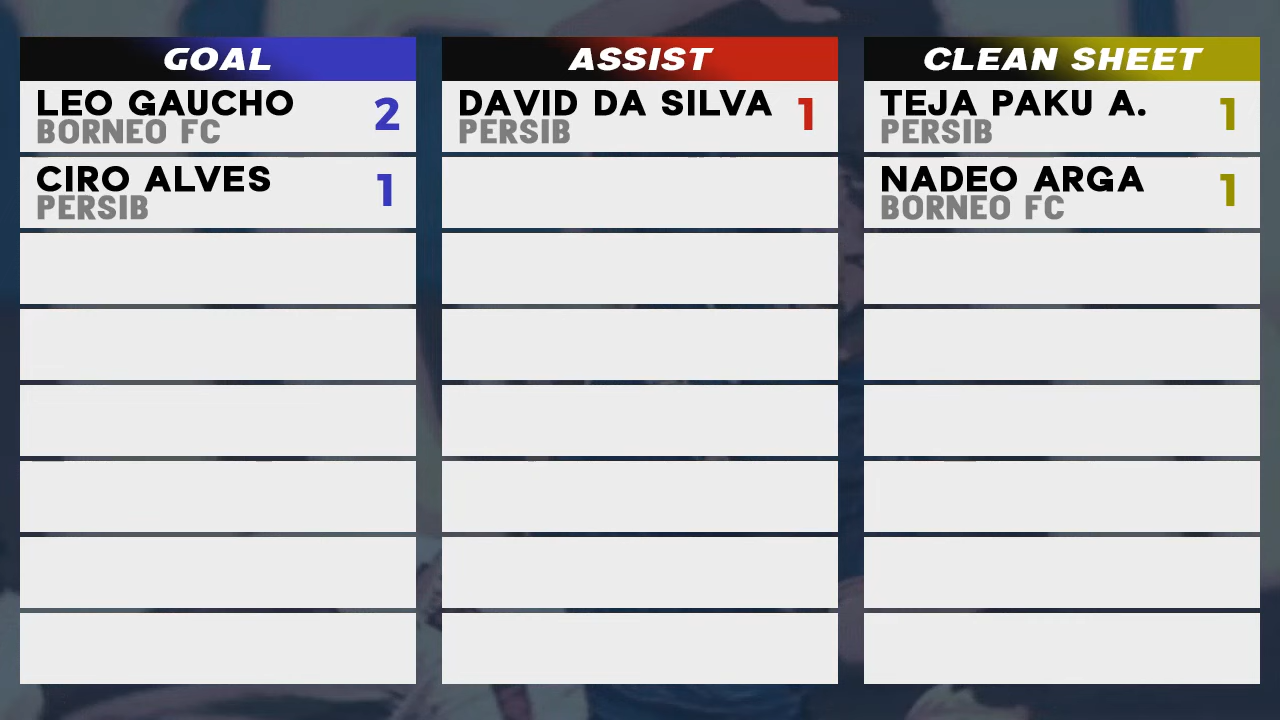 GOAL
LEO GAUCHO 2
BORNEO FC
CIRO ALVES 1
PERSIB
ASSIST
DAVID DA SILVA 1
PERSIB
CLEAN SHEET
TEJA PAKU A. 1
PERSIB
NADEO ARGA 1
BORNEO FC